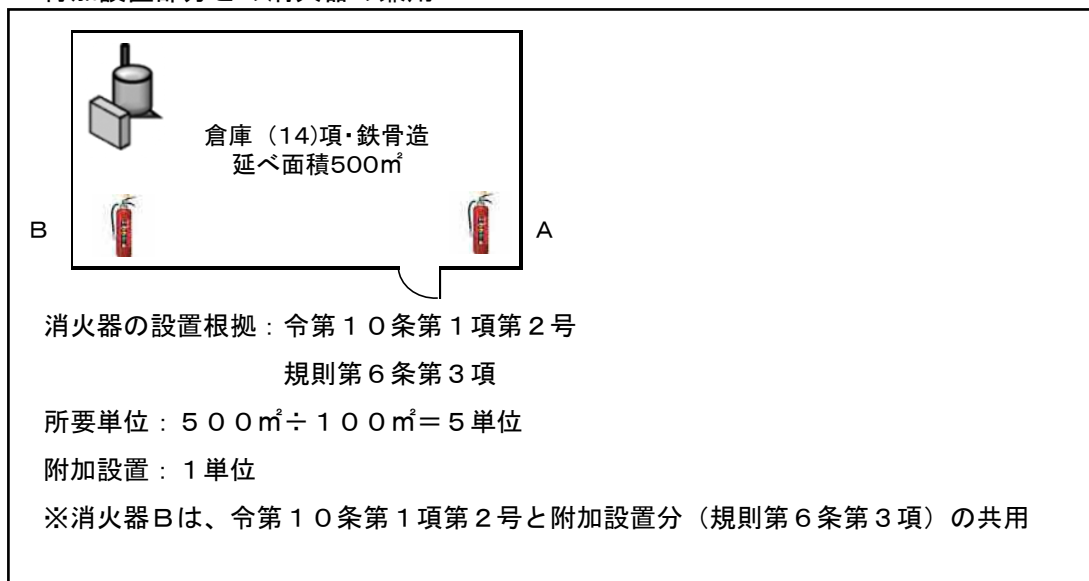 倉庫 (14)項・鉄骨造
延べ面積500㎡
B
A
消火器の設置根拠：令第１０条第１項第２号
規則第６条第３項
所要単位：５００㎡÷１００㎡＝５単位
附加設置：１単位
※消火器Ｂは、令第１０条第１項第２号と附加設置分（規則第６条第３項）の共用